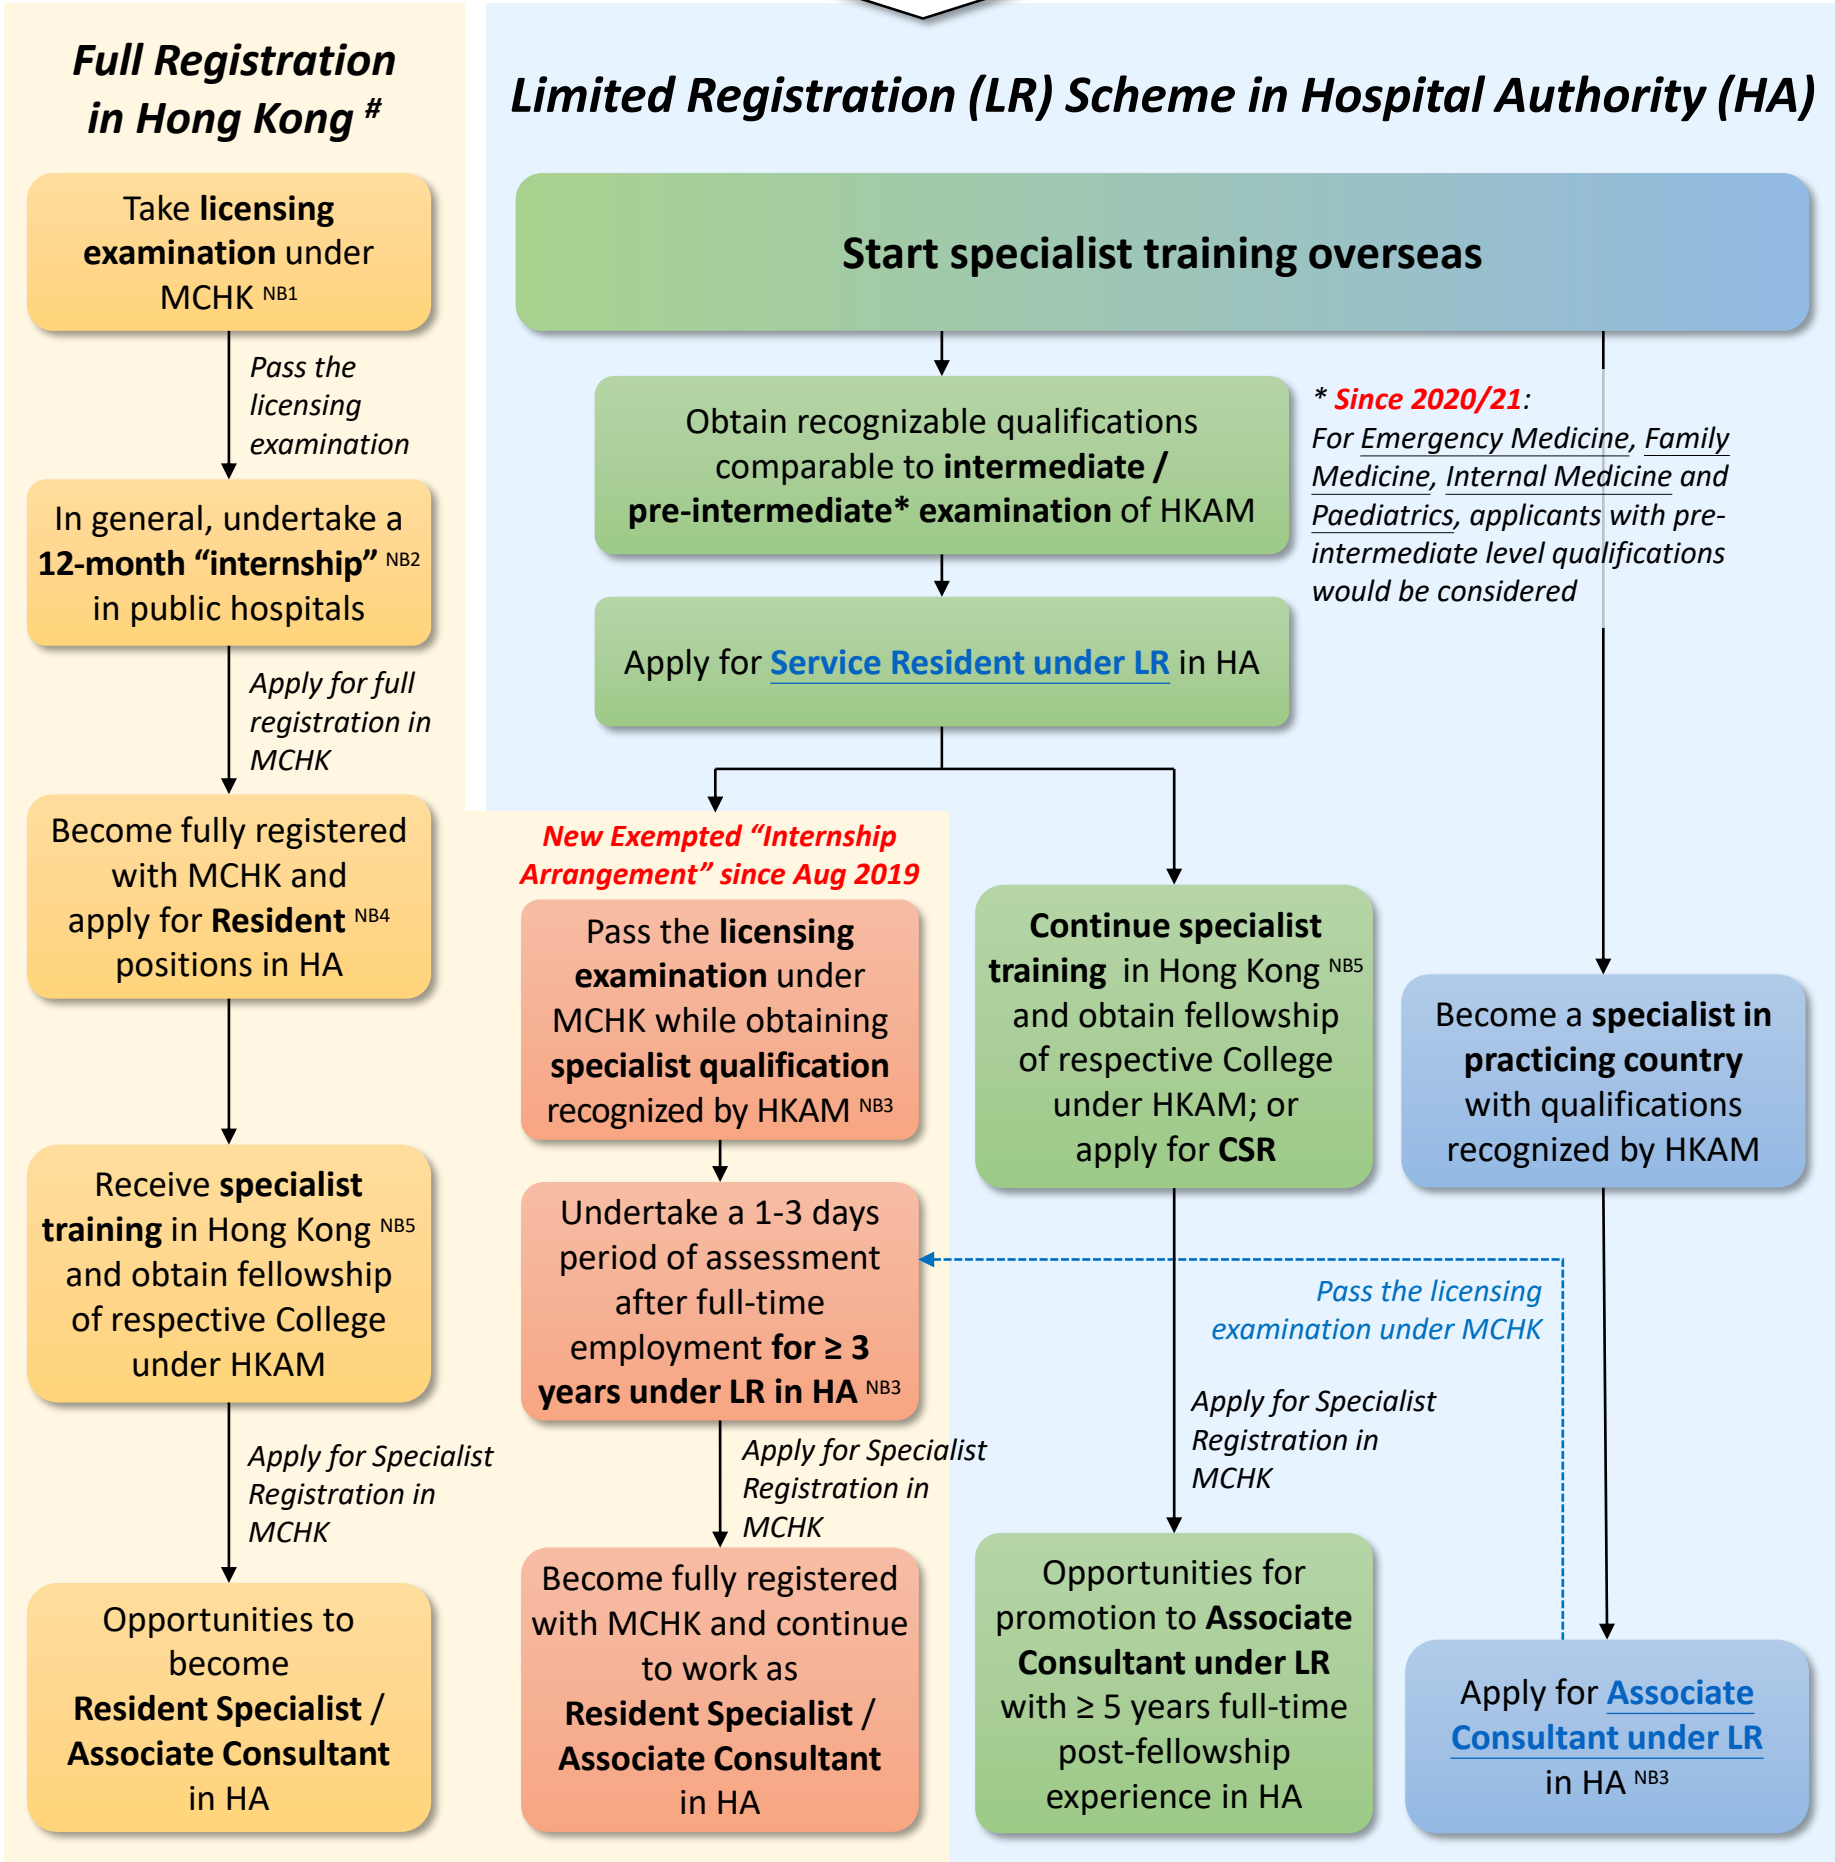 Full Registration
in Hong Kong #
Take licensing
examination under
MCHK NB1
Pass the
licensing
examination
In general, undertake a
12-month “internship” NB2
in public hospitals
Apply for full
registration in
MCHK
Become fully registered
with MCHK and
apply for Resident NB4
positions in HA
Receive specialist
training in Hong Kong NB5
and obtain fellowship
of respective College
under HKAM
Apply for Specialist
Registration in
MCHK
Opportunities to
become
Resident Specialist /
Associate Consultant
in HA
Limited Registration (LR) Scheme in Hospital Authority (HA)
Start specialist training overseas
Obtain recognizable qualifications
comparable to intermediate /
pre-intermediate* examination of HKAM
* Since 2020/21:
For Emergency Medicine, Family
Medicine, Internal Medicine and
Paediatrics, applicants with pre-
intermediate level qualifications
would be considered
Apply for Service Resident under LR in HA
New Exempted “Internship
Arrangement” since Aug 2019
Pass the licensing
examination under
MCHK while obtaining
specialist qualification
recognized by HKAM NB3
Undertake a 1-3 days
period of assessment
after full-time
employment for ≥ 3
years under LR in HA NB3
Apply for Specialist
Registration in
MCHK
Become fully registered
with MCHK and continue
to work as
Resident Specialist /
Associate Consultant
in HA
Continue specialist
training in Hong Kong NB5
and obtain fellowship
of respective College
under HKAM; or
apply for CSR
Apply for Specialist
Registration in
MCHK
Opportunities for
promotion to Associate
Consultant under LR
with ≥ 5 years full-time
post-fellowship
experience in HA
Become a specialist in
practicing country
with qualifications
recognized by HKAM
Pass the licensing
examination under MCHK
Apply for Associate
Consultant under LR
in HA NB3